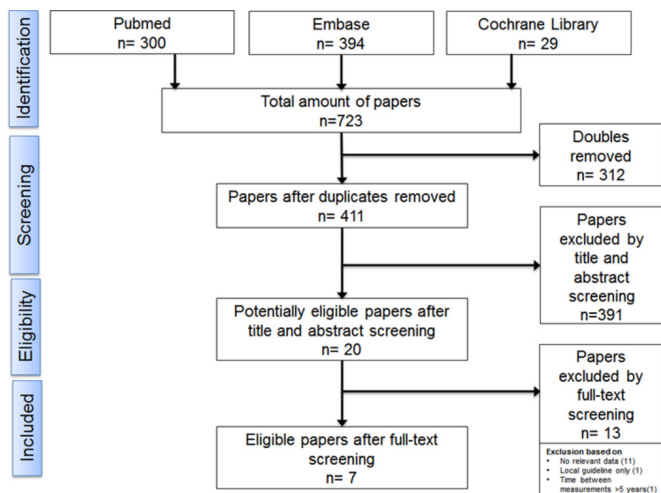 Identification
Pubmed
n= 300
Embase
n= 394
Cochrane Library
n= 29
Total amount of papers
n=723
Doubles
removed
n= 312
Screening
Papers after duplicates removed
n= 411
Papers
excluded by
title and
abstract
screening
n=391
Eligibility
Potentially eligible papers after
title and abstract screening
n= 20
Papers
excluded by
full-text
screening
n= 13
Included
Eligible papers after full-text
screening
n= 7
Exclusion based on
• No relevant data (11)
• Local guideline only (1)
• Time between
measurements >5 years(1)